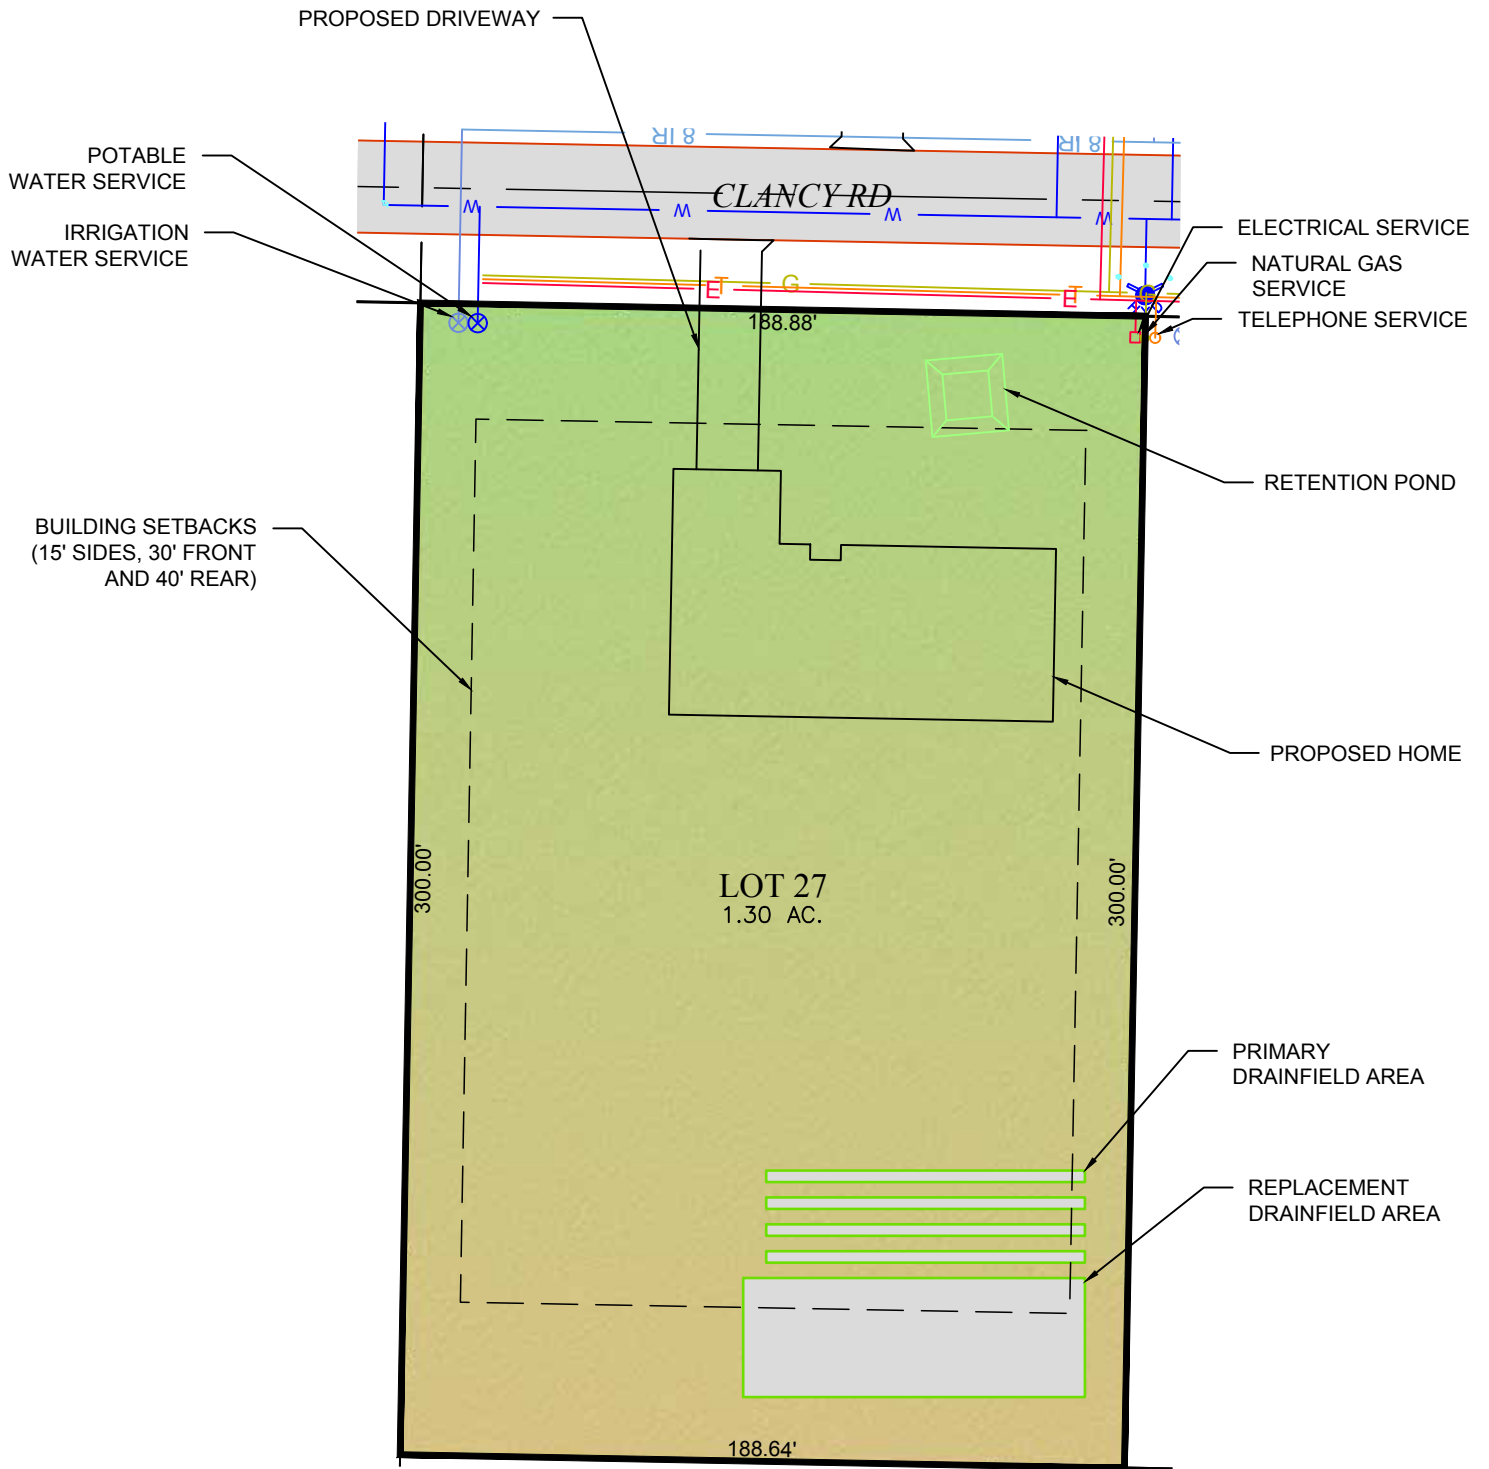 PROPOSED DRIVEWAY
8 IR
8 IR
POTABLE
WATER SERVICE
CLANCY RD
W
W
W
W
IRRIGATION
WATER SERVICE
ELECTRICAL SERVICE
NATURAL GAS
SERVICE
TELEPHONE SERVICE
E
T
G
E
T
188.88'
RETENTION POND
BUILDING SETBACKS
(15' SIDES, 30' FRONT
AND 40' REAR)
PROPOSED HOME
300.00'
LOT 27
1.30 AC.
300.00'
PRIMARY
DRAINFIELD AREA
REPLACEMENT
DRAINFIELD AREA
188.64'